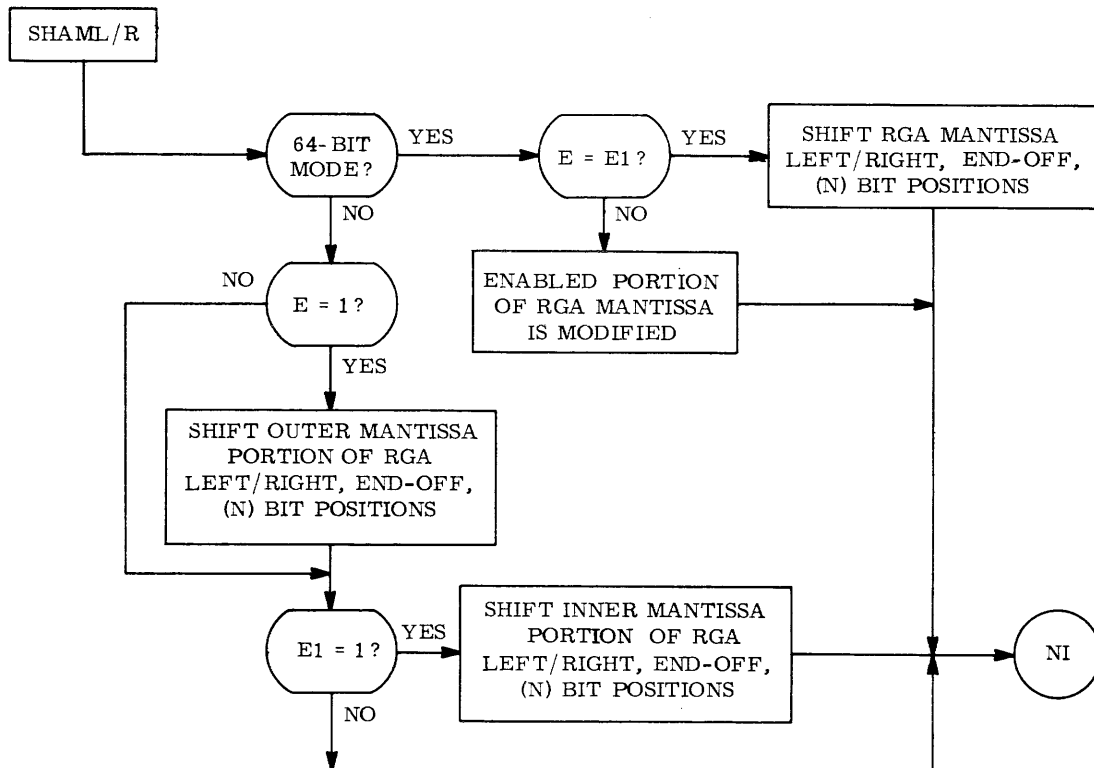 SHAML/R
64-BIT
MODE?
YES
E = E1?
YES
SHIFT RGA MANTISSA
LEFT/RIGHT, END-OFF,
(N) BIT POSITIONS
NO
NO
ENABLED PORTION
OF RGA MANTISSA
IS MODIFIED
NO
E = 1?
YES
SHIFT OUTER MANTISSA
PORTION OF RGA
LEFT/RIGHT, END-OFF,
(N) BIT POSITIONS
E1 = 1?
YES
SHIFT INNER MANTISSA
PORTION OF RGA
LEFT/RIGHT, END-OFF,
(N) BIT POSITIONS
NI
NO